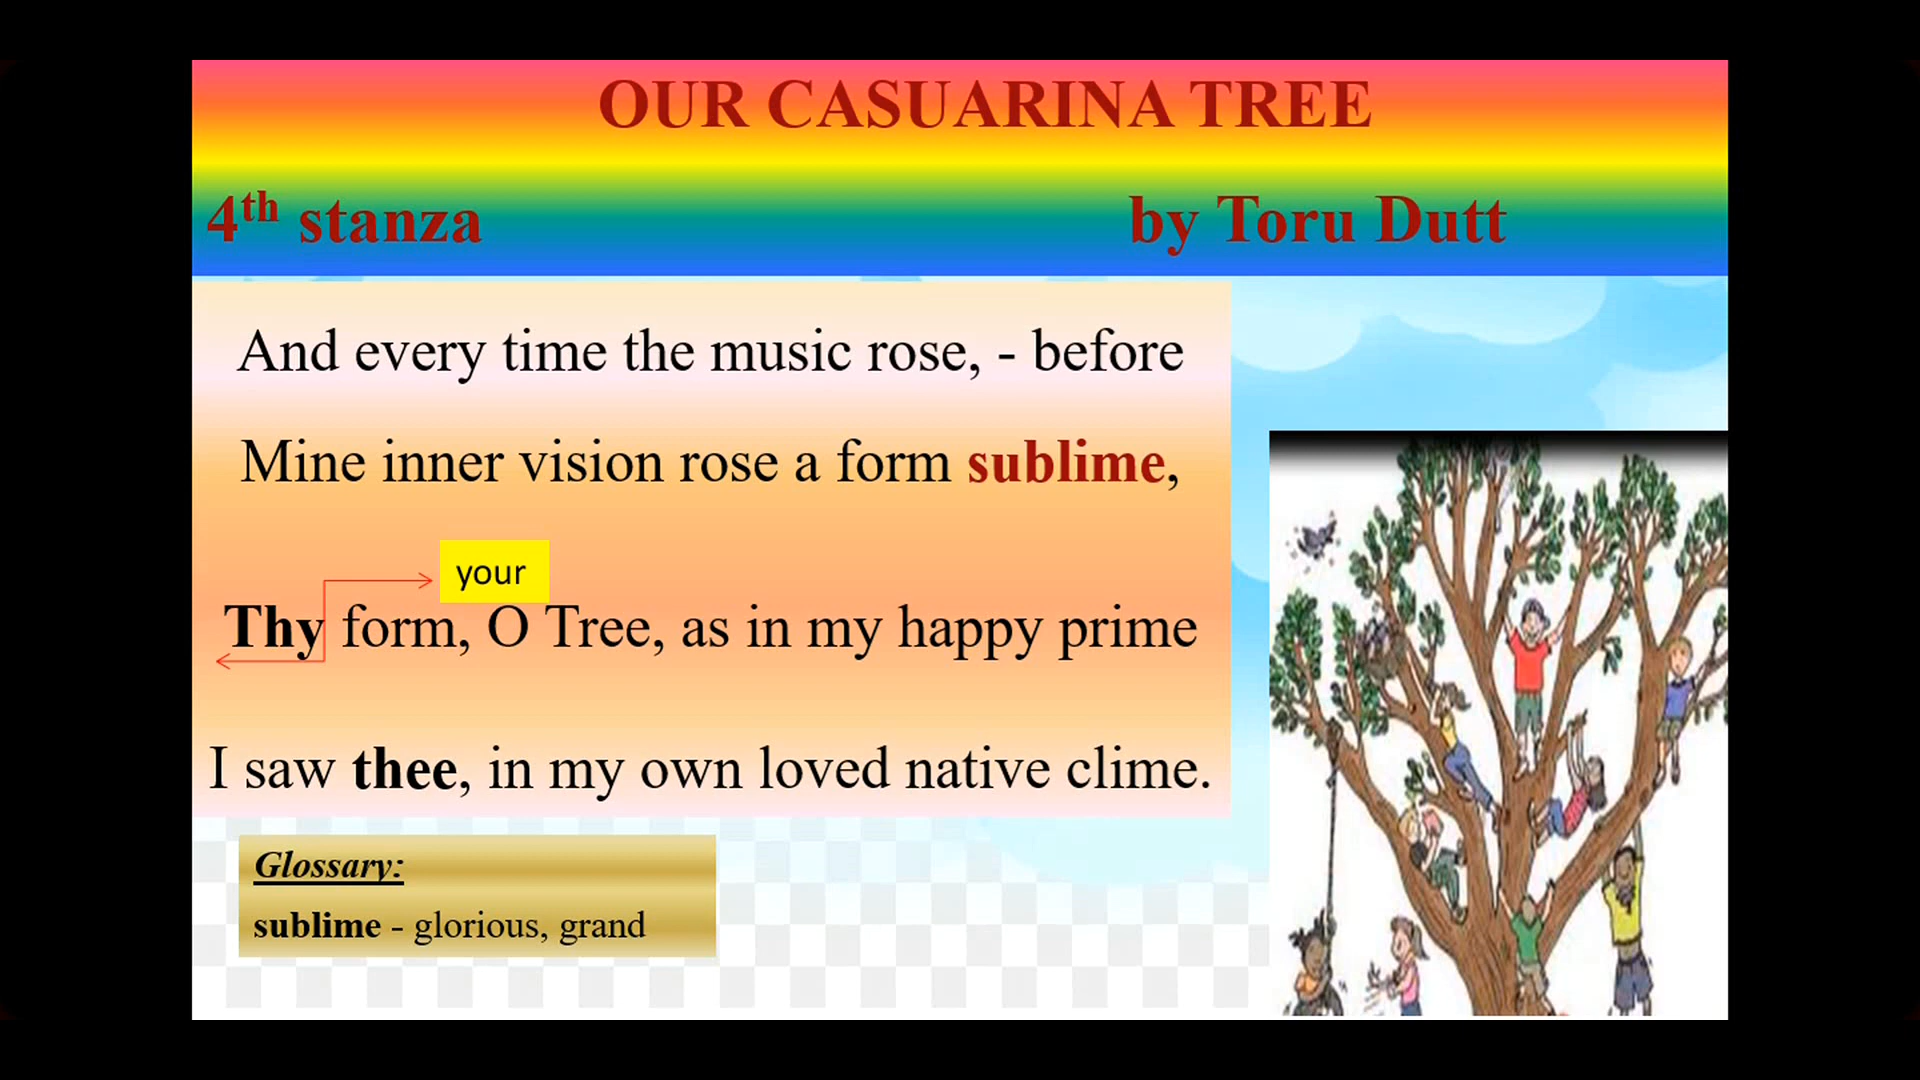 OUR CASUARINA TREE
4th stanza by Toru Dutt
And every time the music rose, - before
Mine inner vision rose a form sublime,
your
Thy form, O Tree, as in my happy prime
I saw thee, in my own loved native clime.
Glossary:
sublime - glorious, grand